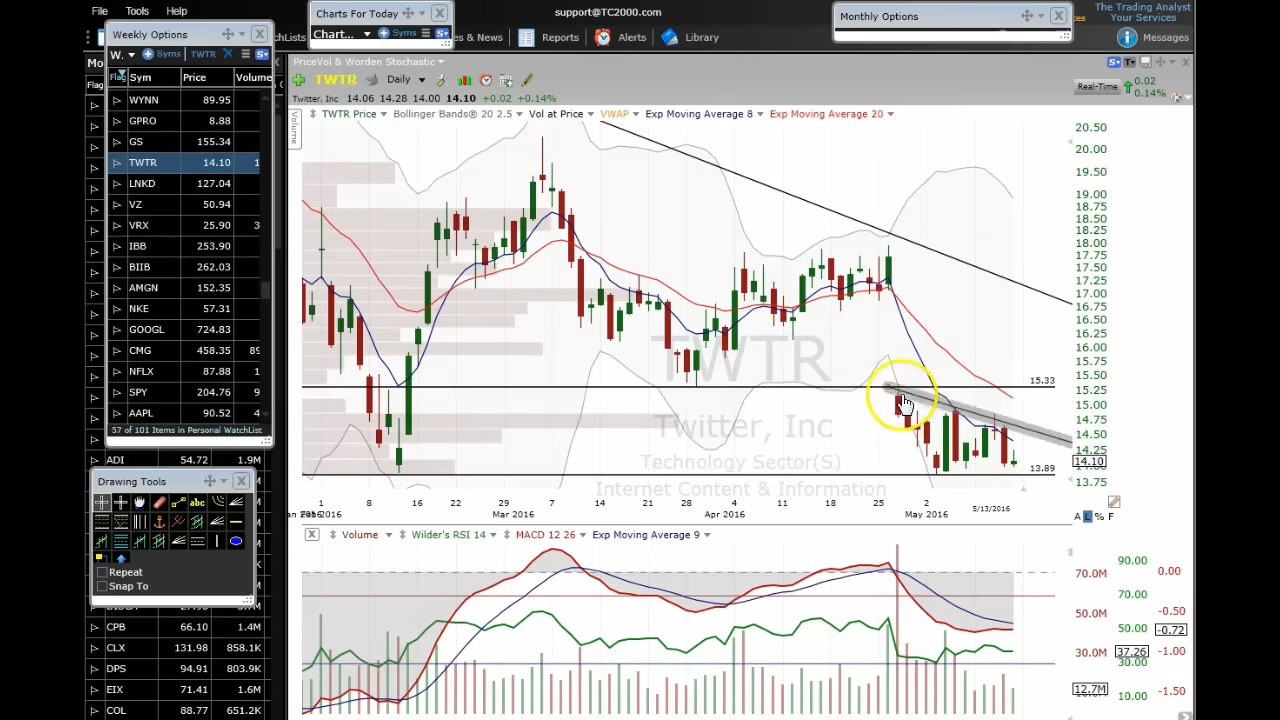 File Tools Help
Charts For Today
support@TC2000.com
Monthly Options
The Trading Analyst
Your Services
Weekly Options
Chart... Syms
& News Reports Alerts Library
Messages
W. Syms TWTR
PriceVol & Worden Stochastic
Flag Sym Price Volume
TWTR Daily
Real-Time
0.02
0.14%
Twitter, Inc 14.06 14.28 14.00 14.10 +0.02 +0.14%
TWTR Price Bollinger Bands® 20 2.5 Vol at Price VWAP Exp Moving Average 8 Exp Moving Average 20
Volume
WYNN 89.95
GPRO 8.88
GS 155.34
TWTR 14.10 1
LNKD 127.04
VZ 50.94
VRX 25.90 3
IBB 253.90
BIIB 262.03
AMGN 152.35
NKE 57.31
GOOGL 724.83
CMG 458.35 89
NFLX 87.88 1
SPY 204.76 9
AAPL 90.52 4
57 of 101 Items in Personal WatchList
ADI 54.72 1.9M
Drawing Tools
abc
Repeat
Snap To
CPB 66.10 1.4M
CLX 131.98 858.1K
DPS 94.91 803.9K
EIX 71.41 1.6M
COL 88.77 651.2K
20.50
20.00
19.50
19.00
18.75
18.50
18.25
18.00
17.75
17.50
17.25
17.00
16.75
16.50
16.25
16.00
15.75
15.50
15.25
15.00
14.75
14.50
14.25
14.10
13.75
15.33
13.89
TWTR
Twitter, Inc
Technology Sector(S)
Internet Content & Information
1 8 16 22 29 7 14 21 28 4 11 18 25 2 5/13/2016
2016 Mar 2016 Apr 2016 May 2016
A L % F
Volume Wilder's RSI 14 MACD 12 26 Exp Moving Average 9
90.00
70.0M 0.00
70.00
50.0M -0.50
50.00
-0.72
30.0M 37.26 -1.00
30.00
12.7M 10.00 -1.50